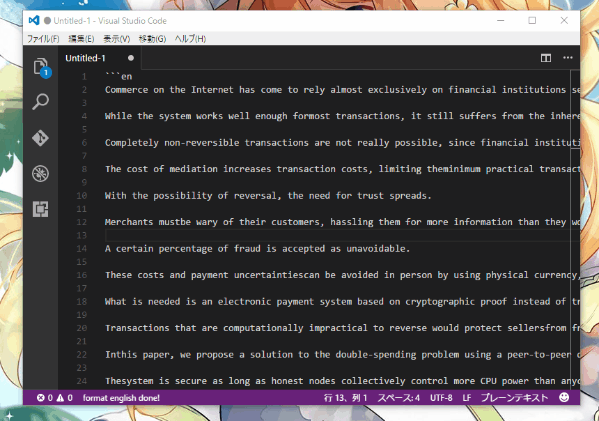 Untitled-1 - Visual Studio Code
ファイル(F) 編集(E) 表示(V) 移動(G) ヘルプ(H)
Untitled-1
1 ```en
2 Commerce on the Internet has come to rely almost exclusively on financial institutions se
3
4 While the system works well enough formost transactions, it still suffers from the inhere
5
6 Completely non-reversible transactions are not really possible, since financial instituti
7
8 The cost of mediation increases transaction costs, limiting theminimum practical transact
9
10 With the possibility of reversal, the need for trust spreads.
11
12 Merchants mustbe wary of their customers, hassling them for more information than they wo
13
14 A certain percentage of fraud is accepted as unavoidable.
15
16 These costs and payment uncertaintiescan be avoided in person by using physical currency,
17
18 What is needed is an electronic payment system based on cryptographic proof instead of tr
19
20 Transactions that are computationally impractical to reverse would protect sellersfrom fr
21
22 Inthis paper, we propose a solution to the double-spending problem using a peer-to-peer
23
24 Thesystem is secure as long as honest nodes collectively control more CPU power than any
1
0 0 format english done! 行 13、列 1 スペース: 4 UTF-8 LF プレーンテキスト